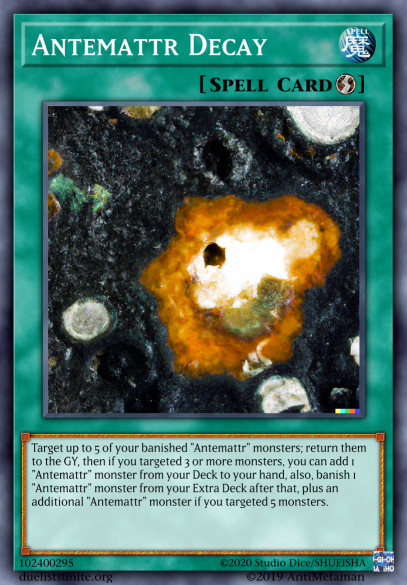 ANTEMATTR DECAY
SPELL
魔
[SPELL CARD]
Target up to 5 of your banished "Antemattr" monsters; return them
to the GY, then if you targeted 3 or more monsters, you can add 1
"Antemattr" monster from your Deck to your hand, also, banish 1
"Antemattr" monster from your Extra Deck after that, plus an
additional "Antemattr" monster if you targeted 5 monsters.
102400295
©2020 Studio Dice/SHUEISHA
duelistsunite.org
©2019 AntiMetaman